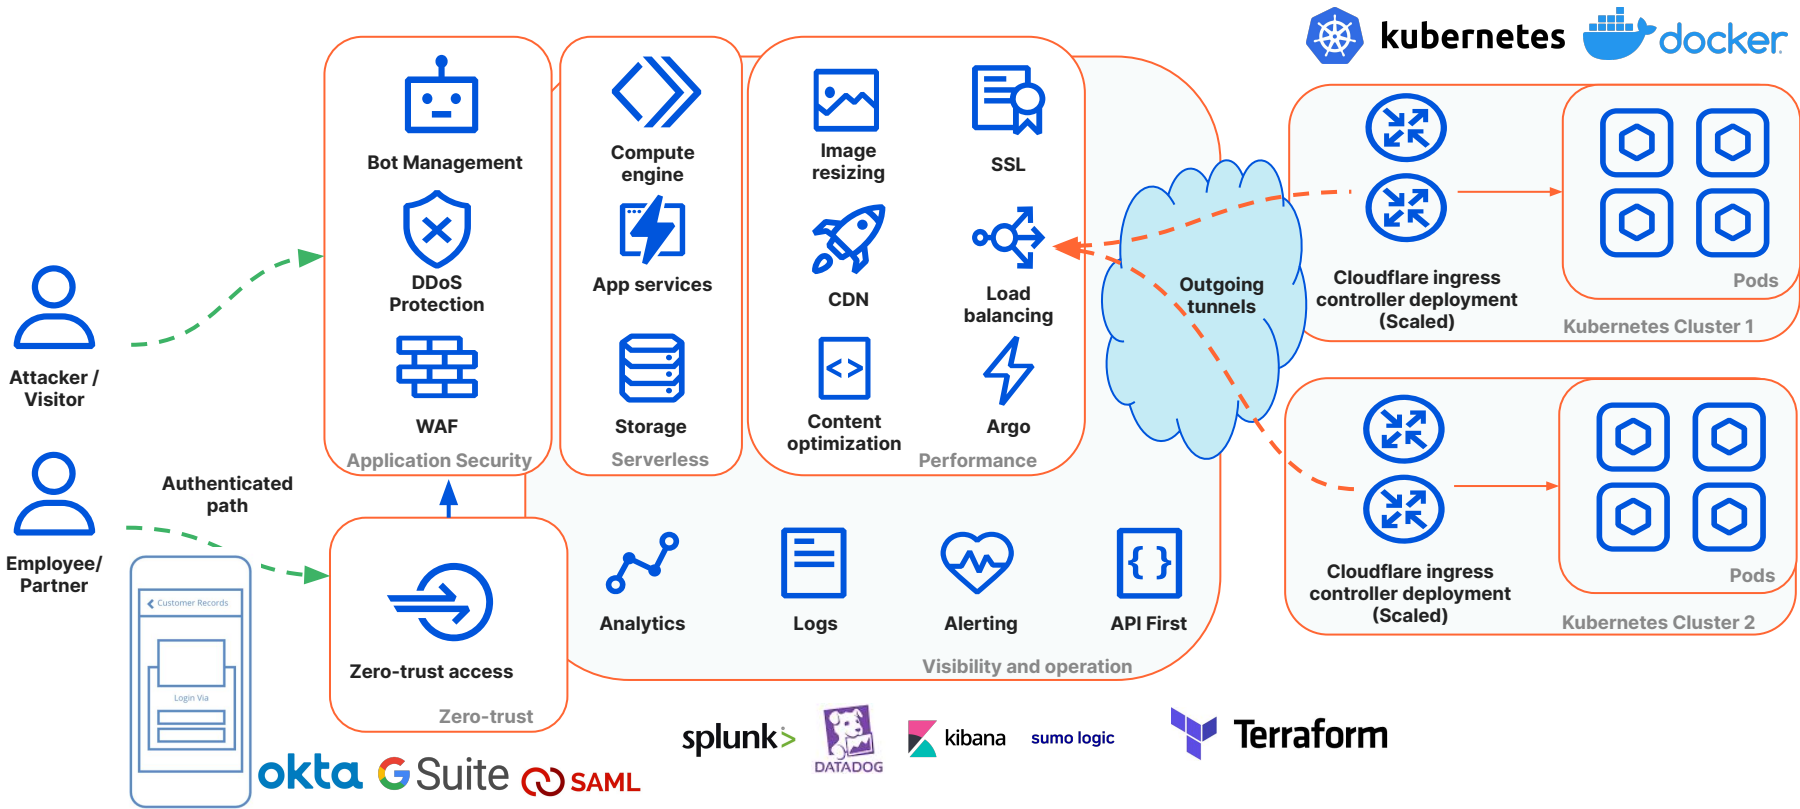 kubernetes
docker
Bot Management
DDoS
Protection
WAF
Application Security
Compute
engine
App services
Storage
Serverless
Image
resizing
SSL
CDN
Load
balancing
Content
optimization
Argo
Performance
Outgoing
tunnels
Cloudflare ingress
controller deployment
(Scaled)
Pods
Kubernetes Cluster 1
Cloudflare ingress
controller deployment
(Scaled)
Pods
Kubernetes Cluster 2
Attacker /
Visitor
Employee/
Partner
Authenticated
path
Customer Records
Login Via
Zero-trust access
Zero-trust
Analytics
Logs
Alerting
{ }
API First
< >
Visibility and operation
okta
G Suite
SAML
splunk>
DATADOG
kibana
sumo logic
Terraform